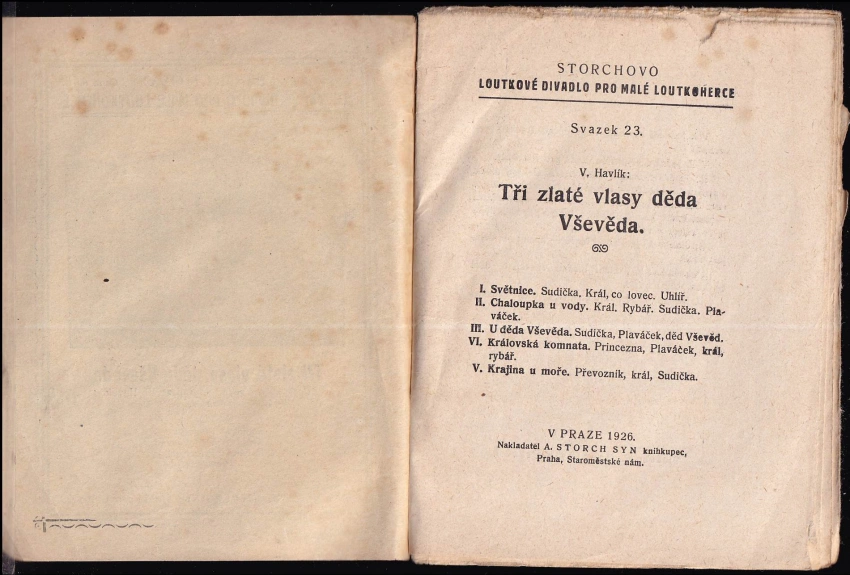 STORCHOVO
LOUTKOVÉ DIVADLO PRO MALÉ LOUTKOHERCE
Svazek 23.
V. Havlík:
Tři zlaté vlasy děda
Vševěda.
I. Světnice. Sudička, Král, co lovec. Uhlíř.
II. Chaloupka u vody. Král. Rybář. Sudička. Pla-
váček.
III. U děda Vševěda. Sudička, Plaváček, děd Vševěd.
VI. Královská komnata. Princezna, Plaváček, král,
rybář.
V. Krajina u moře. Převozník, král, Sudička.
V PRAZE 1926.
Nakladatel A. STORCH SYN knihkupec,
Praha, Staroměstské nám.